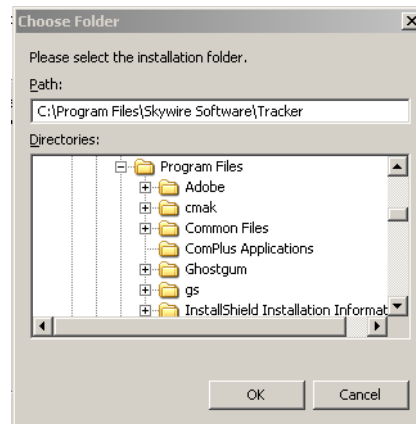 Choose Folder
Please select the installation folder.
Path:
C:\Program Files\Skywire Software\Tracker
Directories:
Program Files
Adobe
cmak
Common Files
ComPlus Applications
Ghostgum
gs
InstallShield Installation Informat
OK Cancel